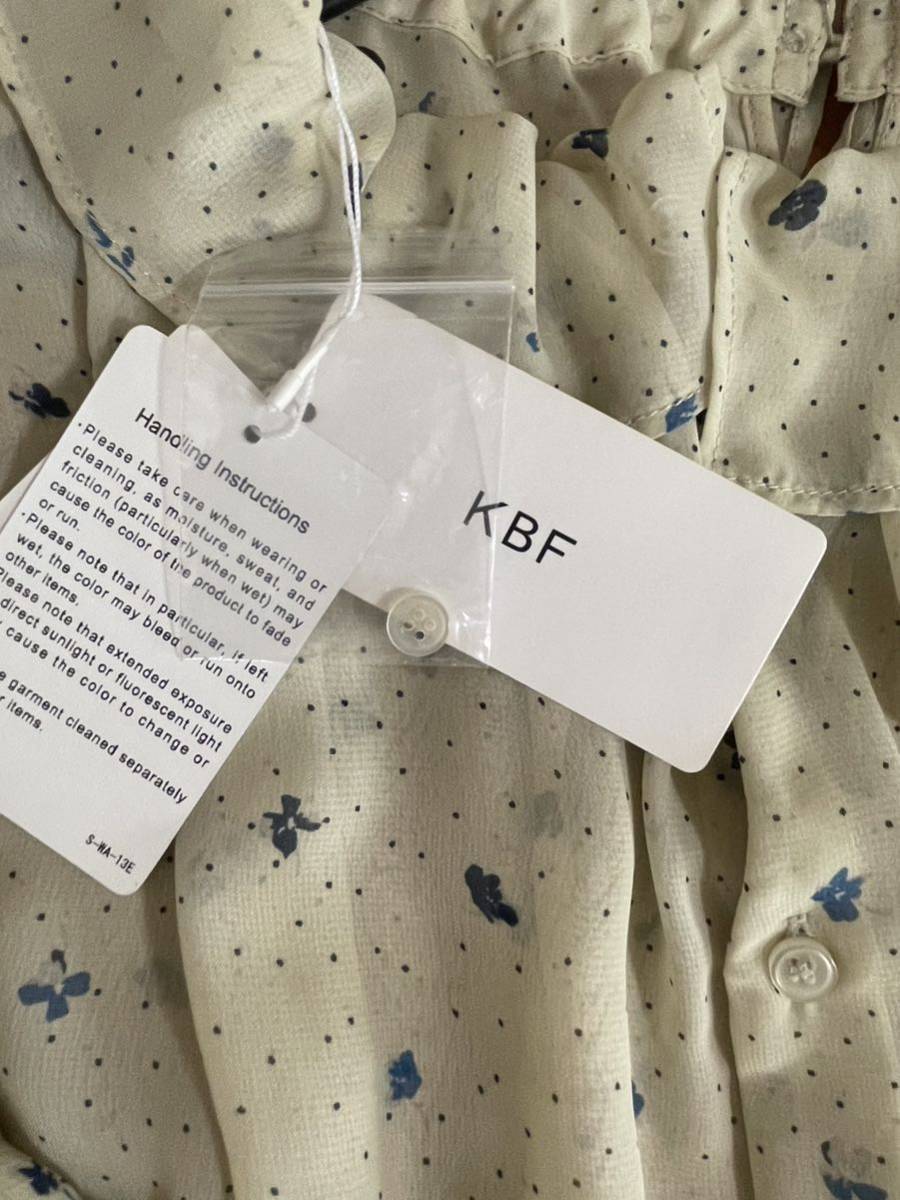 Handling Instructions
·Please take care when wearing or
cleaning, as moisture, sweat, and
friction (particularly when wet) may
cause the color of the product to fade
or run.
·Please note that in particular, if left
wet, the color may bleed or run onto
other items.
Please note that extended exposure
direct sunlight or fluorescent light
cause the color to change or
garment cleaned separately
items.
S-WA-13E
KBF